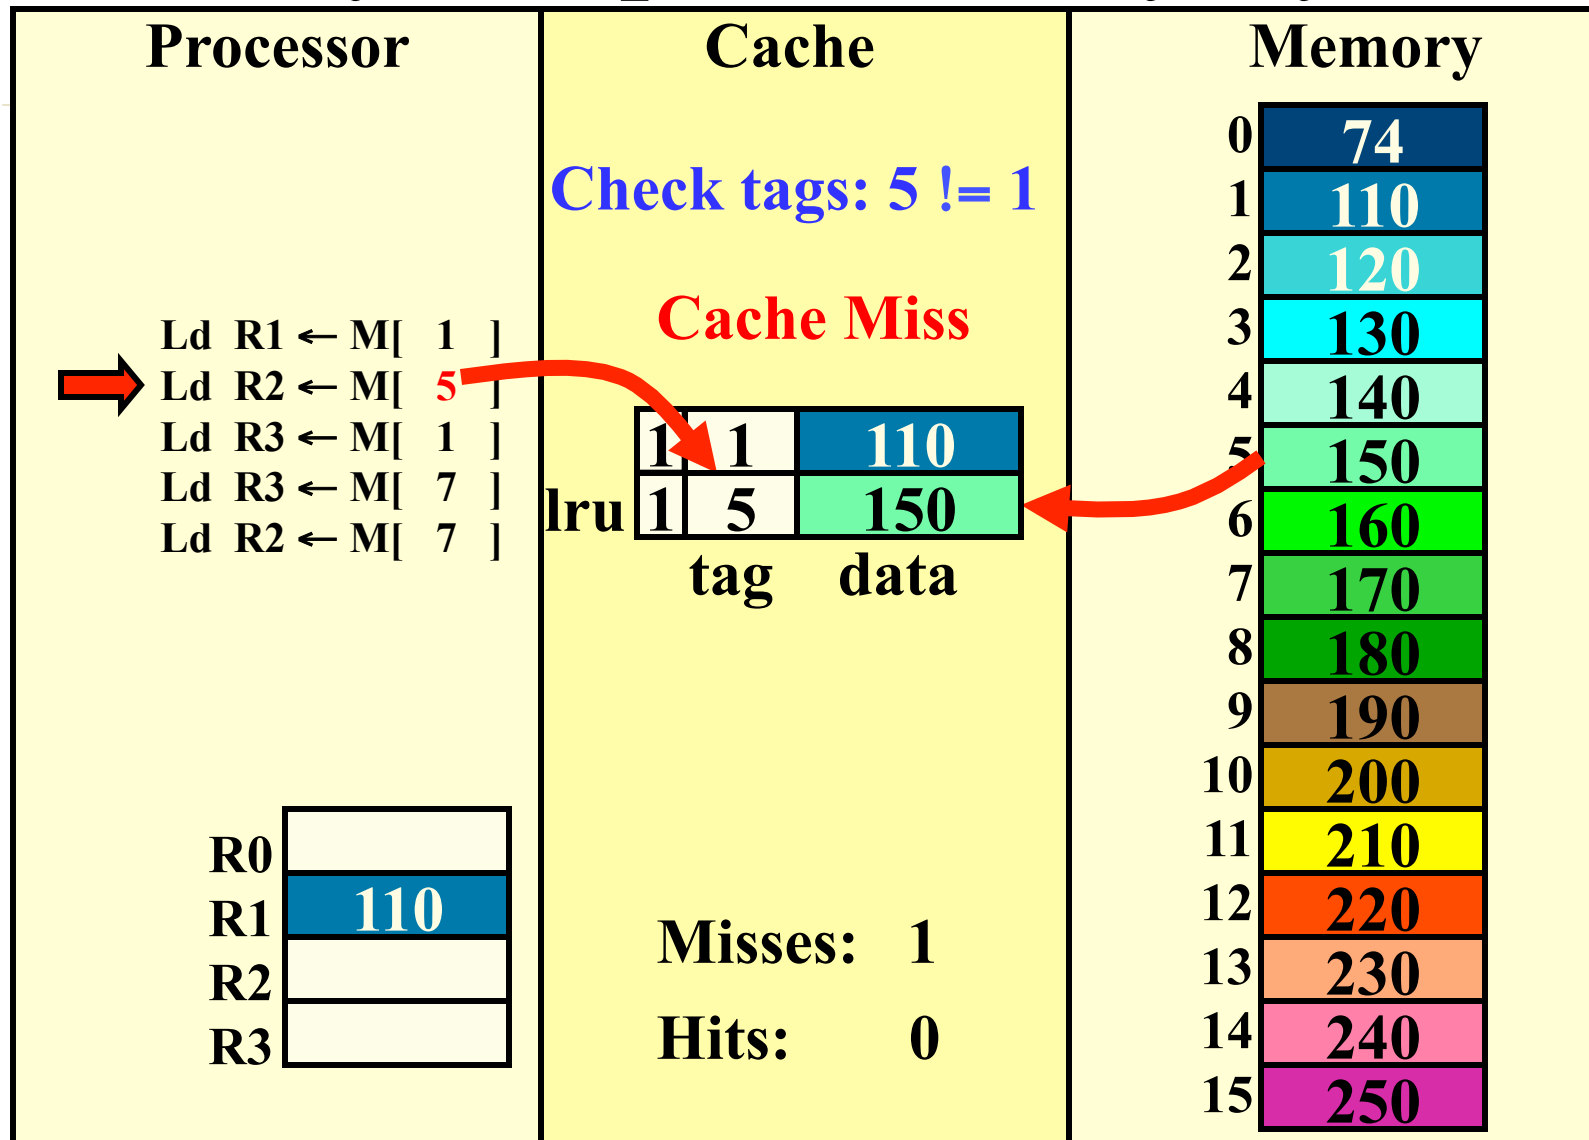 Processor
Cache
Memory
Check tags: 5 != 1
Cache Miss
Ld R1 ← M[ 1 ]
Ld R2 ← M[ 5 ]
Ld R3 ← M[ 1 ]
Ld R3 ← M[ 7 ]
Ld R2 ← M[ 7 ]
1 1 110
lru 1 5 150
tag data
R0
R1 110
R2
R3
Misses: 1
Hits: 0
0 74
1 110
2 120
3 130
4 140
5 150
6 160
7 170
8 180
9 190
10 200
11 210
12 220
13 230
14 240
15 250